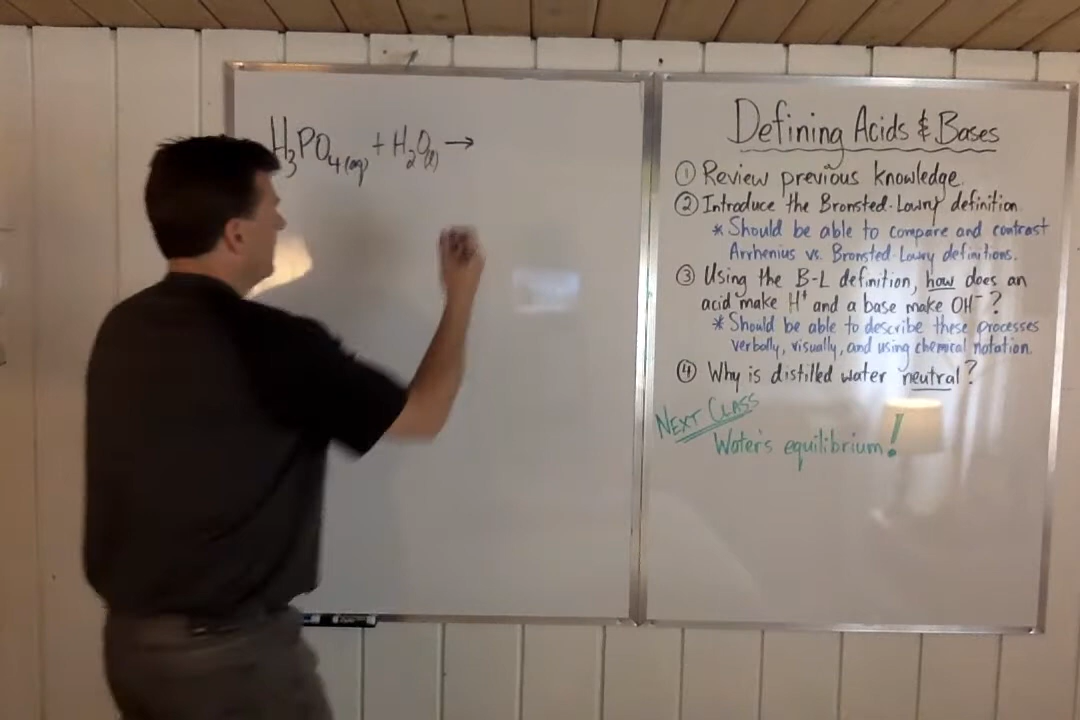 H₃PO₄(aq) + H₂O(l) →
Defining Acids & Bases
① Review previous knowledge.
② Introduce the Bronsted-Lowry definition
* Should be able to compare and contrast
Arrhenius vs. Bronsted-Lowry definitions.
③ Using the B-L definition, how does an
acid make H⁺ and a base make OH⁻?
* Should be able to describe these processes
verbally, visually, and using chemical notation.
④ Why is distilled water neutral?
NEXT CLASS
Water's equilibrium!